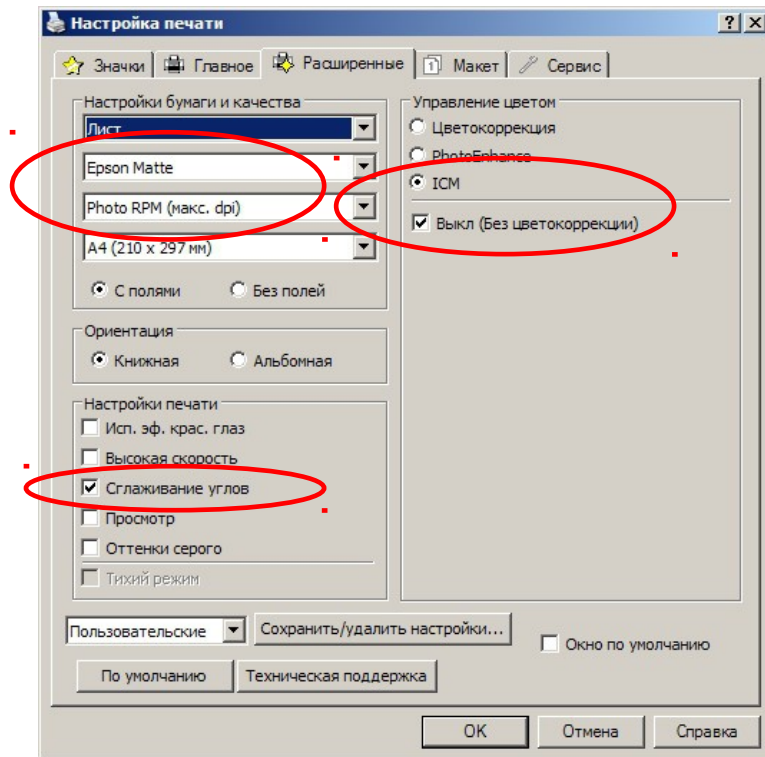 Настройка печати
Значки Главное Расширенные Макет Сервис
Настройки бумаги и качества
Лист
Epson Matte
Photo RPM (макс. dpi)
A4 (210 x 297 мм)
С полями Без полей
Ориентация
Книжная Альбомная
Настройки печати
Исп. эф. крас. глаз
Высокая скорость
Сглаживание углов
Просмотр
Оттенки серого
Тихий режим
Управление цветом
Цветокоррекция
PhotoEnhance
ICM
Выкл (Без цветокоррекции)
Пользовательские Сохранить/удалить настройки... Окно по умолчанию
По умолчанию Техническая поддержка
OK Отмена Справка